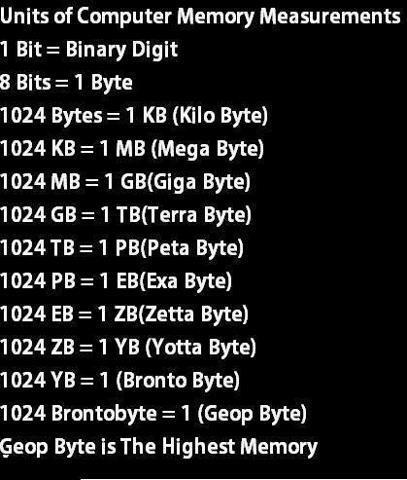 Units of Computer Memory Measurements
1 Bit = Binary Digit
8 Bits = 1 Byte
1024 Bytes = 1 KB (Kilo Byte)
1024 KB = 1 MB (Mega Byte)
1024 MB = 1 GB(Giga Byte)
1024 GB = 1 TB(Terra Byte)
1024 TB = 1 PB(Peta Byte)
1024 PB = 1 EB(Exa Byte)
1024 EB = 1 ZB(Zetta Byte)
1024 ZB = 1 YB (Yotta Byte)
1024 YB = 1 (Bronto Byte)
1024 Brontobyte = 1 (Geop Byte)
Geop Byte is The Highest Memory